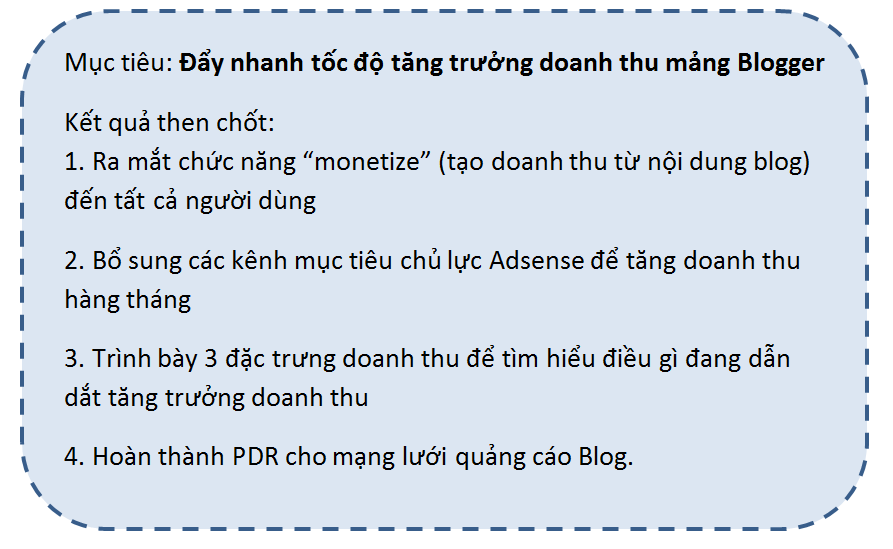 Mục tiêu: Đẩy nhanh tốc độ tăng trưởng doanh thu mảng Blogger
Kết quả then chốt:
1. Ra mắt chức năng “monetize” (tạo doanh thu từ nội dung blog)
đến tất cả người dùng
2. Bổ sung các kênh mục tiêu chủ lực Adsense để tăng doanh thu
hàng tháng
3. Trình bày 3 đặc trưng doanh thu để tìm hiểu điều gì đang dẫn
dắt tăng trưởng doanh thu
4. Hoàn thành PDR cho mạng lưới quảng cáo Blog.